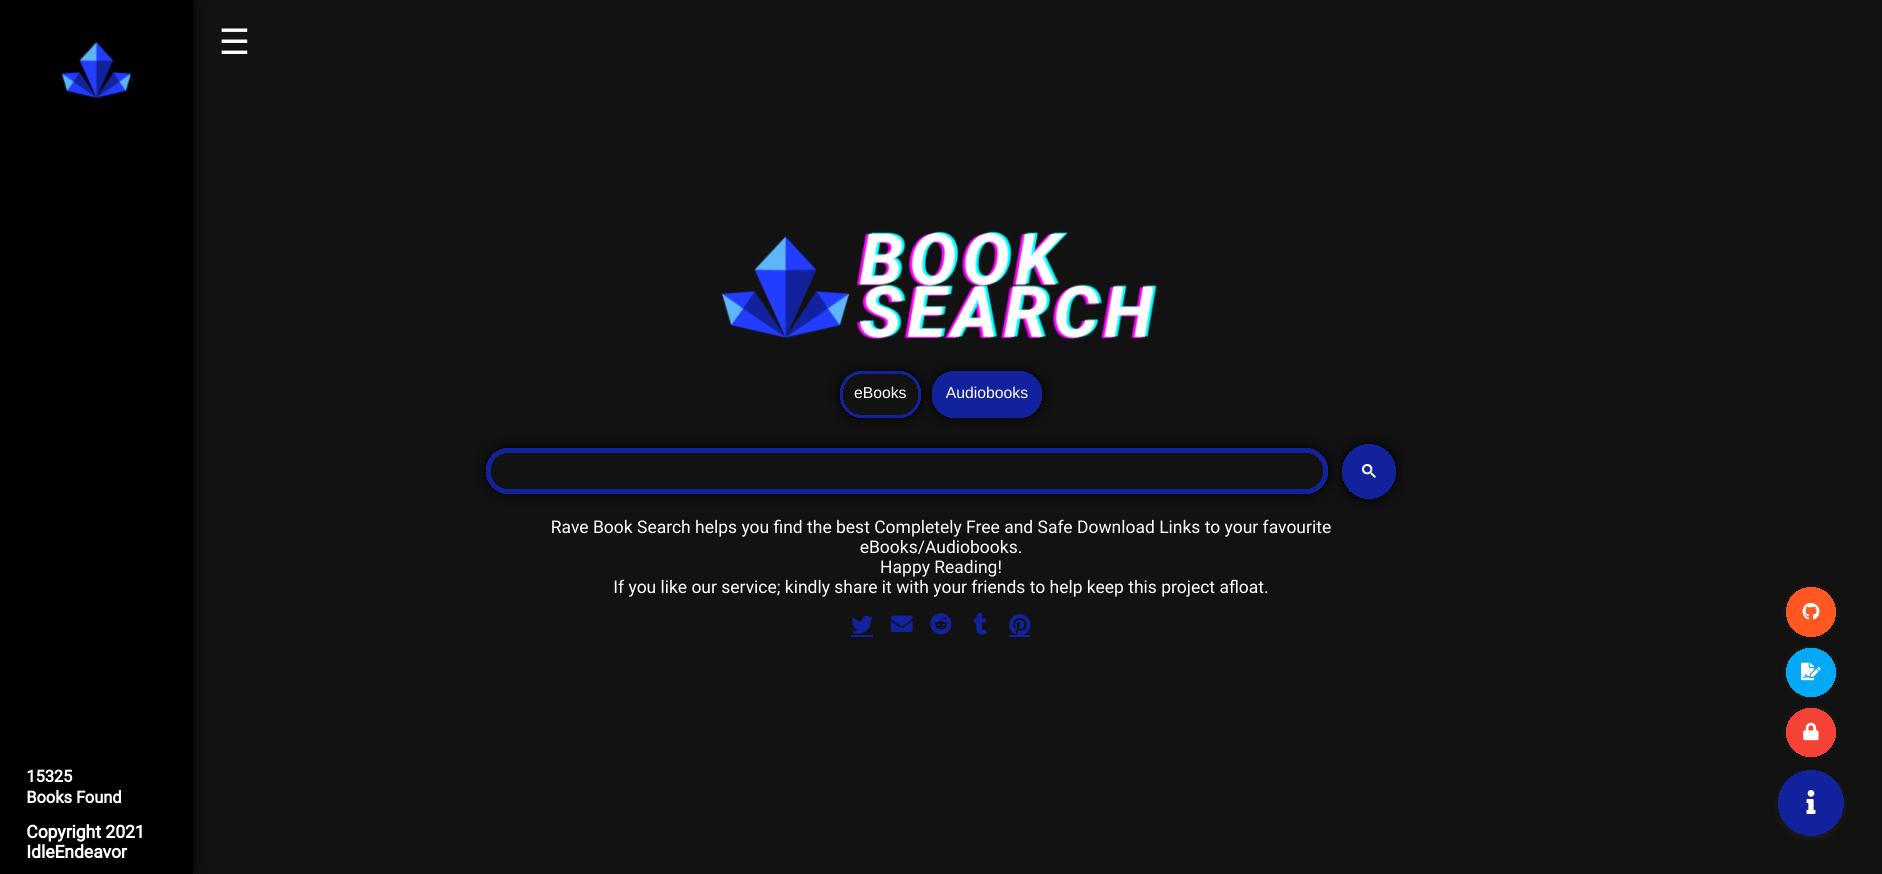 BOOK
SEARCH
eBooks
Audiobooks
Rave Book Search helps you find the best Completely Free and Safe Download Links to your favourite
eBooks/Audiobooks.
Happy Reading!
If you like our service; kindly share it with your friends to help keep this project afloat.
15325
Books Found
Copyright 2021
IdleEndeavor